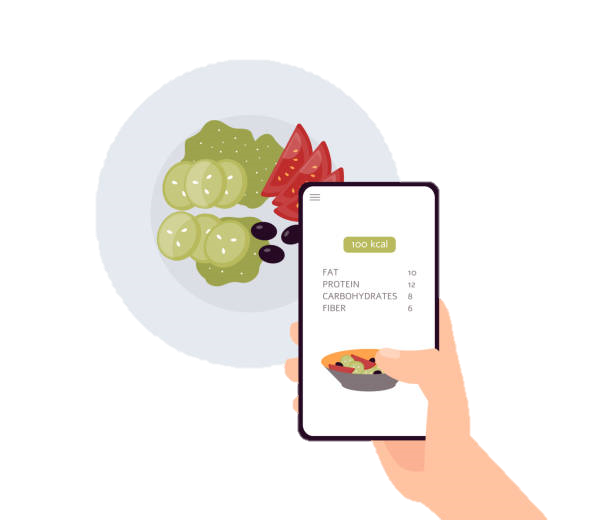 100 kcal
FAT 10
PROTEIN 12
CARBOHYDRATES 8
FIBER 6